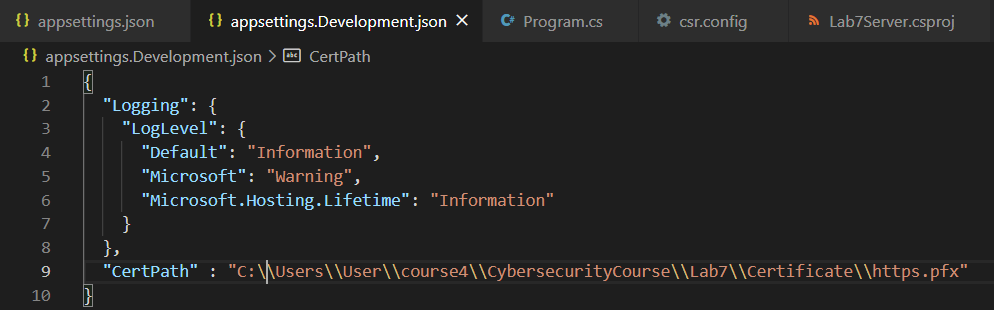 appsettings.json appsettings.Development.json Program.cs csr.config Lab7Server.csproj
appsettings.Development.json > CertPath
1 {
2 "Logging": {
3 "LogLevel": {
4 "Default": "Information",
5 "Microsoft": "Warning",
6 "Microsoft.Hosting.Lifetime": "Information"
7 }
8 },
9 "CertPath" : "C:\\Users\\User\\course4\\CybersecurityCourse\\Lab7\\Certificate\\https.pfx"
10 }